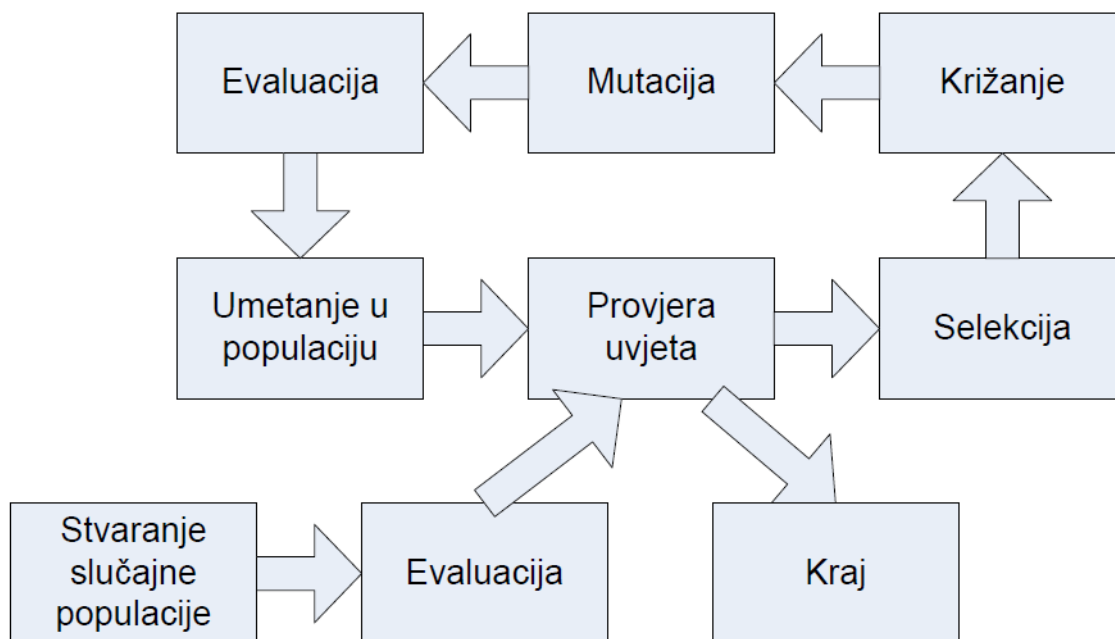 Evaluacija
Mutacija
Križanje
Umetanje u
populaciju
Provjera
uvjeta
Selekcija
Stvaranje
slučajne
populacije
Evaluacija
Kraj